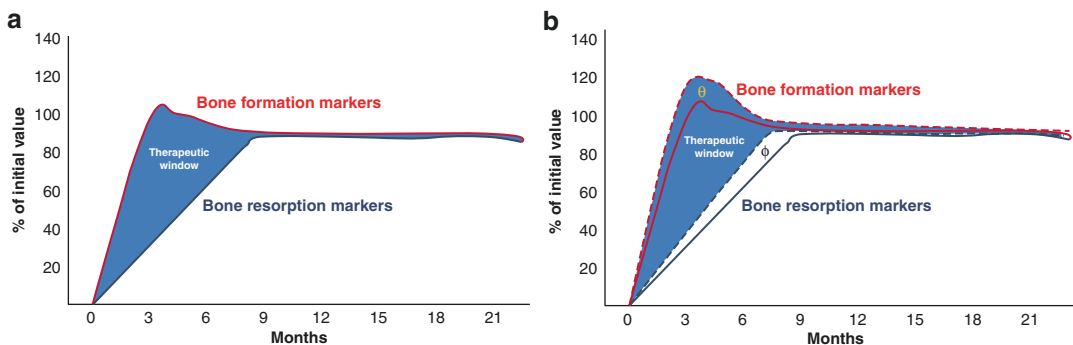 a
% of initial value
140
120
100
80
60
40
20
Bone formation markers
Therapeutic
window
Bone resorption markers
0 3 6 9 12 15 18 21
Months
b
% of initial value
140
120
100
80
60
40
20
θ
Bone formation markers
Therapeutic
window
ϕ
Bone resorption markers
0 3 6 9 12 15 18 21
Months